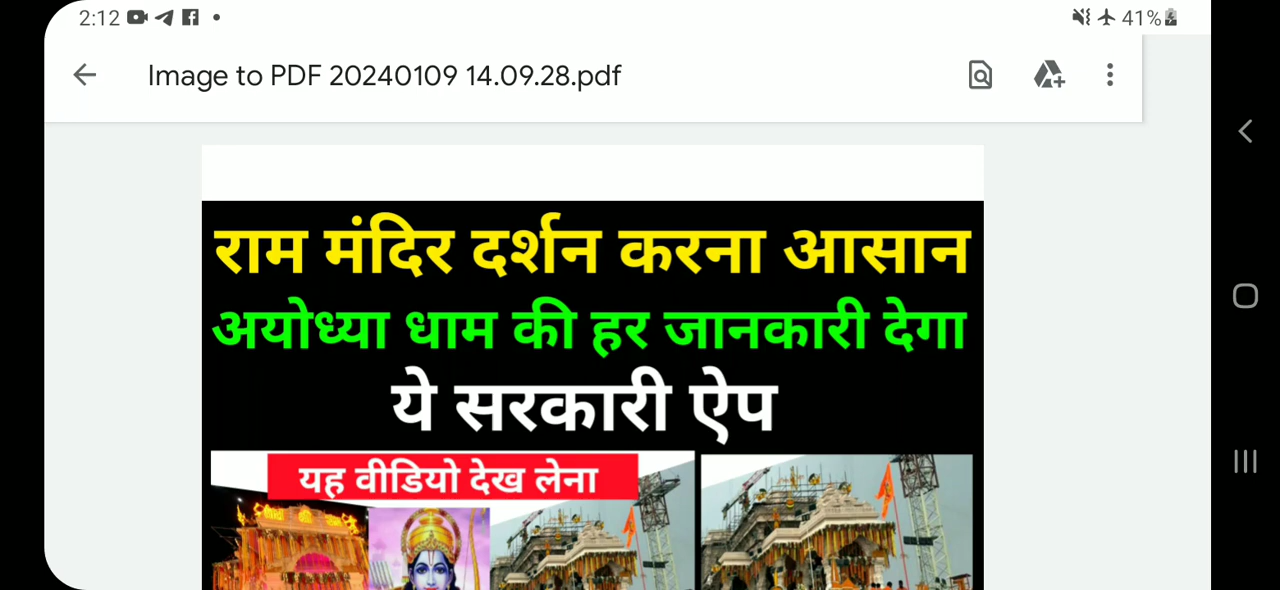 2:12
41%
Image to PDF 20240109 14.09.28.pdf
राम मंदिर दर्शन करना आसान
अयोध्या धाम की हर जानकारी देगा
ये सरकारी ऐप
यह वीडियो देख लेना